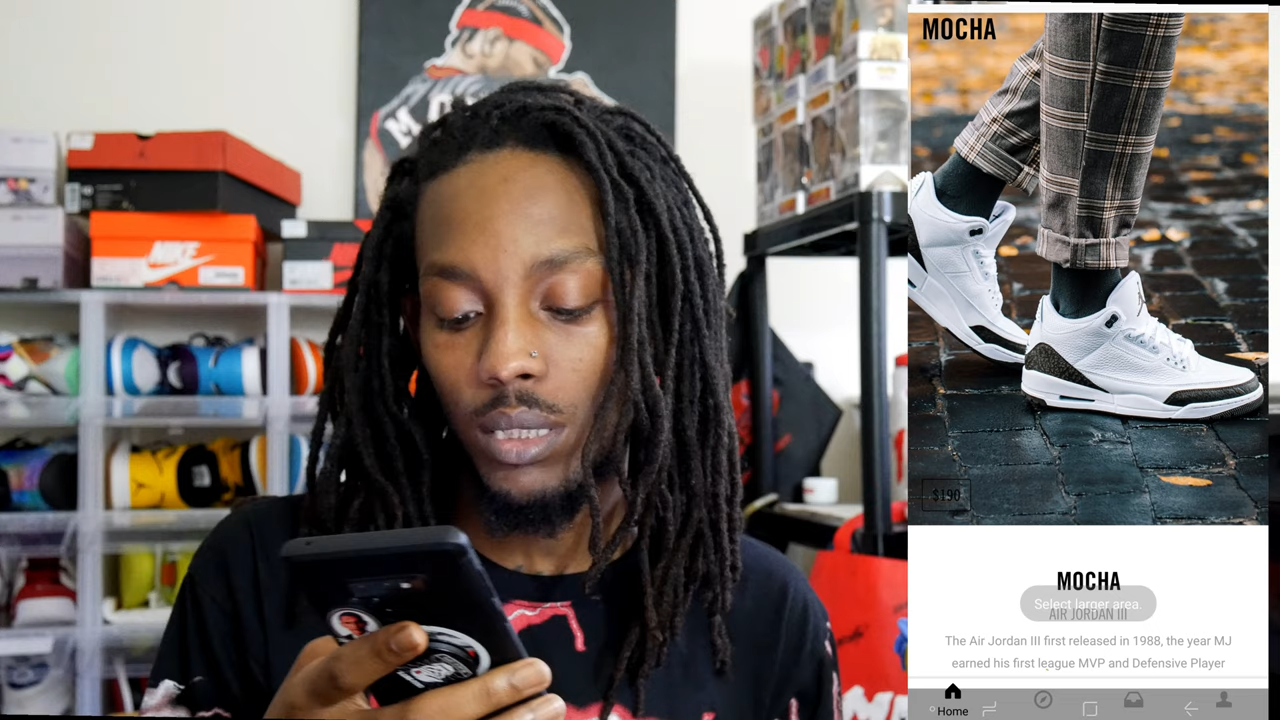 MOCHA
NIKE
$190
MOCHA
Select larger area.
AIR JORDAN III
The Air Jordan III first released in 1988, the year MJ
earned his first league MVP and Defensive Player
Home